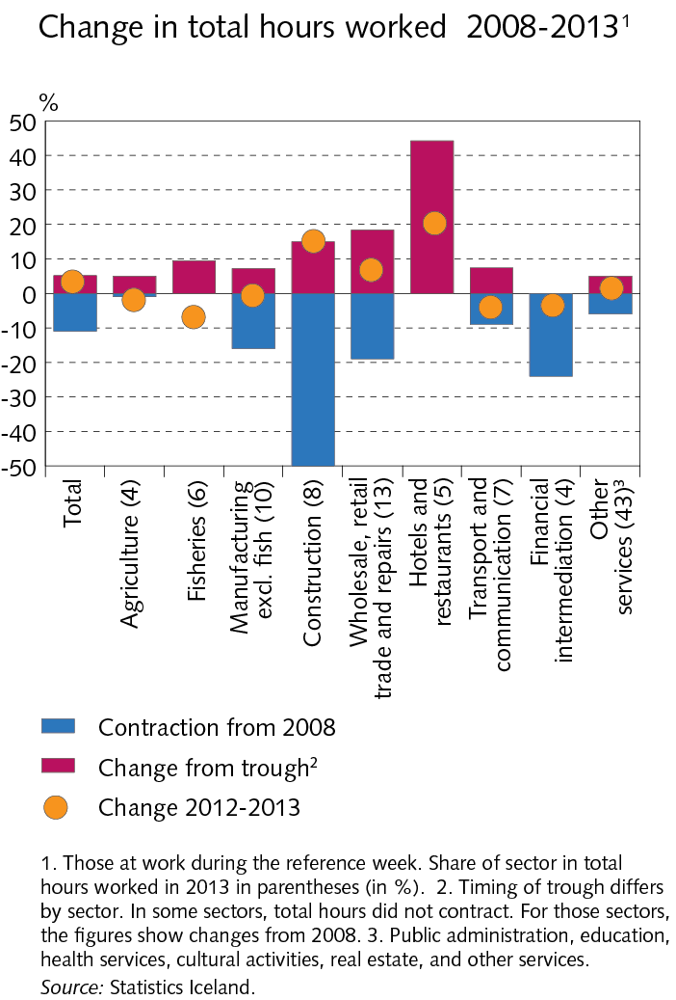 Change in total hours worked  2008-2013¹
%
50
40
30
20
10
0
-10
-20
-30
-40
-50
Total
Agriculture (4)
Fisheries (6)
Manufacturing
excl. fish (10)
Construction (8)
Wholesale, retail
trade and repairs (13)
Hotels and
restaurants (5)
Transport and
communication (7)
Financial
intermediation (4)
Other
services (43)³
Contraction from 2008
Change from trough²
Change 2012-2013
1. Those at work during the reference week. Share of sector in total
hours worked in 2013 in parentheses (in %).  2. Timing of trough differs
by sector. In some sectors, total hours did not contract. For those sectors,
the figures show changes from 2008. 3. Public administration, education,
health services, cultural activities, real estate, and other services.
Source: Statistics Iceland.